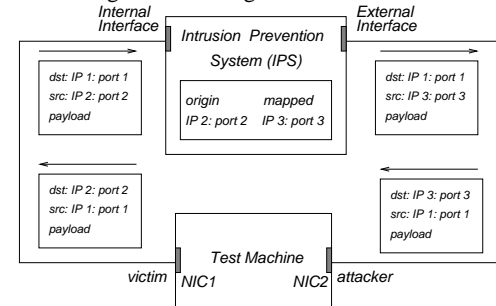 Internal
Interface
External
Interface
Intrusion Prevention
System (IPS)
dst: IP 1: port 1
src: IP 2: port 2
payload
origin mapped
IP 2: port 2 IP 3: port 3
dst: IP 1: port 1
src: IP 3: port 3
payload
dst: IP 2: port 2
src: IP 1: port 1
payload
dst: IP 3: port 3
src: IP 1: port 1
payload
Test Machine
victim NIC1 NIC2 attacker